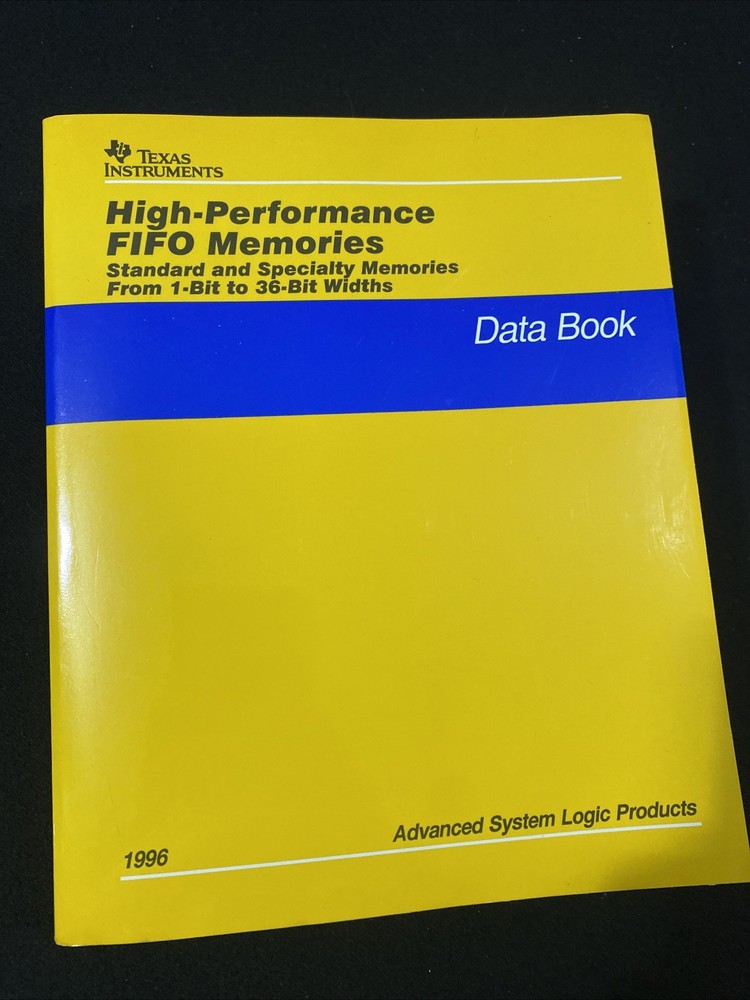 TEXAS
INSTRUMENTS
High-Performance
FIFO Memories
Standard and Specialty Memories
From 1-Bit to 36-Bit Widths
Data Book
Advanced System Logic Products
1996